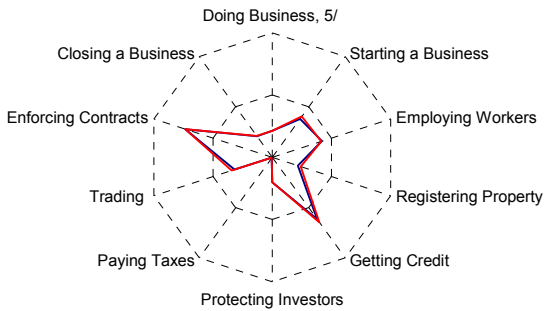 Doing Business, 5/
Closing a Business
Starting a Business
Enforcing Contracts
Employing Workers
Trading
Registering Property
Paying Taxes
Getting Credit
Protecting Investors